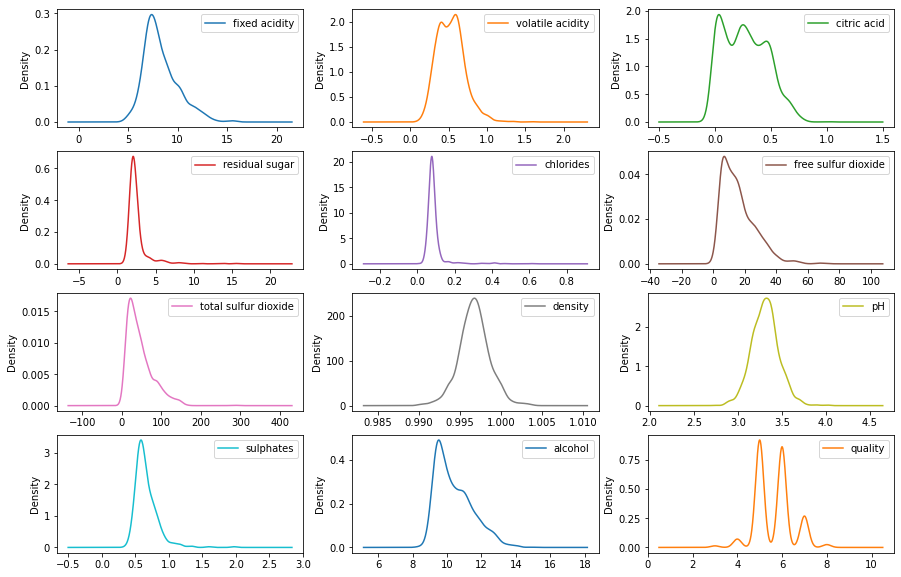 fixed acidity
volatile acidity
citric acid
Density
Density
Density
0.3
0.2
0.1
0.0
2.0
1.5
1.0
0.5
0.0
2.0
1.5
1.0
0.5
0.0
0 5 10 15 20
−0.5 0.0 0.5 1.0 1.5 2.0
−0.5 0.0 0.5 1.0 1.5
residual sugar
chlorides
free sulfur dioxide
Density
Density
Density
0.6
0.4
0.2
0.0
20
15
10
5
0
0.04
0.02
0.00
−5 0 5 10 15 20
−0.2 0.0 0.2 0.4 0.6 0.8
−40 −20 0 20 40 60 80 100
total sulfur dioxide
density
pH
Density
Density
Density
0.015
0.010
0.005
0.000
200
100
0
2
1
0
−100 0 100 200 300 400
0.985 0.990 0.995 1.000 1.005 1.010
2.0 2.5 3.0 3.5 4.0 4.5
sulphates
alcohol
quality
Density
Density
Density
3
2
1
0
0.4
0.2
0.0
0.75
0.50
0.25
0.00
−0.5 0.0 0.5 1.0 1.5 2.0 2.5 3.0
6 8 10 12 14 16 18
0 2 4 6 8 10